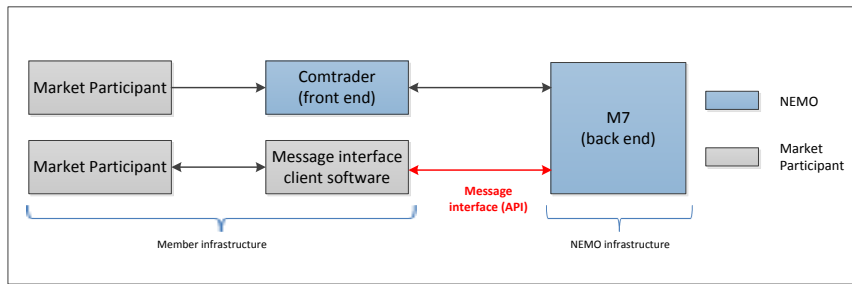 Market Participant
Comtrader
(front end)
M7
(back end)
NEMO
Market Participant
Message interface
client software
Market
Participant
Message
interface (API)
Member infrastructure
NEMO infrastructure